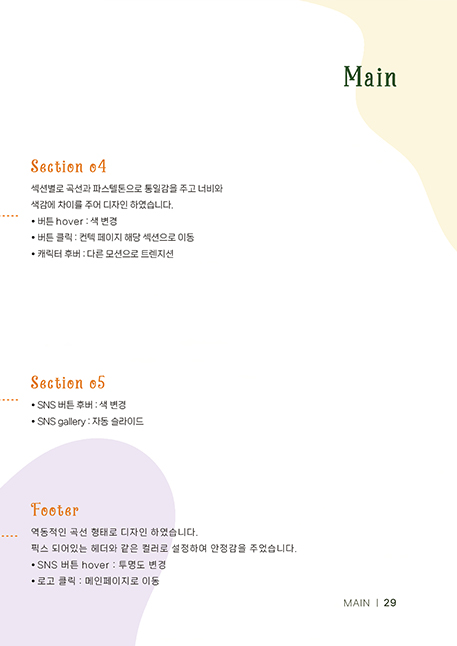 Main
Section 04
섹션별로 곡선과 파스텔톤으로 통일감을 주고 너비와
색감에 차이를 주어 디자인 하였습니다.
• 버튼 hover : 색 변경
• 버튼 클릭 : 컨텍 페이지 해당 섹션으로 이동
• 캐릭터 후버 : 다른 모션으로 트렌지션
Section 05
• SNS 버튼 후버 : 색 변경
• SNS gallery : 자동 슬라이드
Footer
역동적인 곡선 형태로 디자인 하였습니다.
픽스 되어있는 헤더와 같은 컬러로 설정하여 안정감을 주었습니다.
• SNS 버튼 hover : 투명도 변경
• 로고 클릭 : 메인페이지로 이동
MAIN | 29